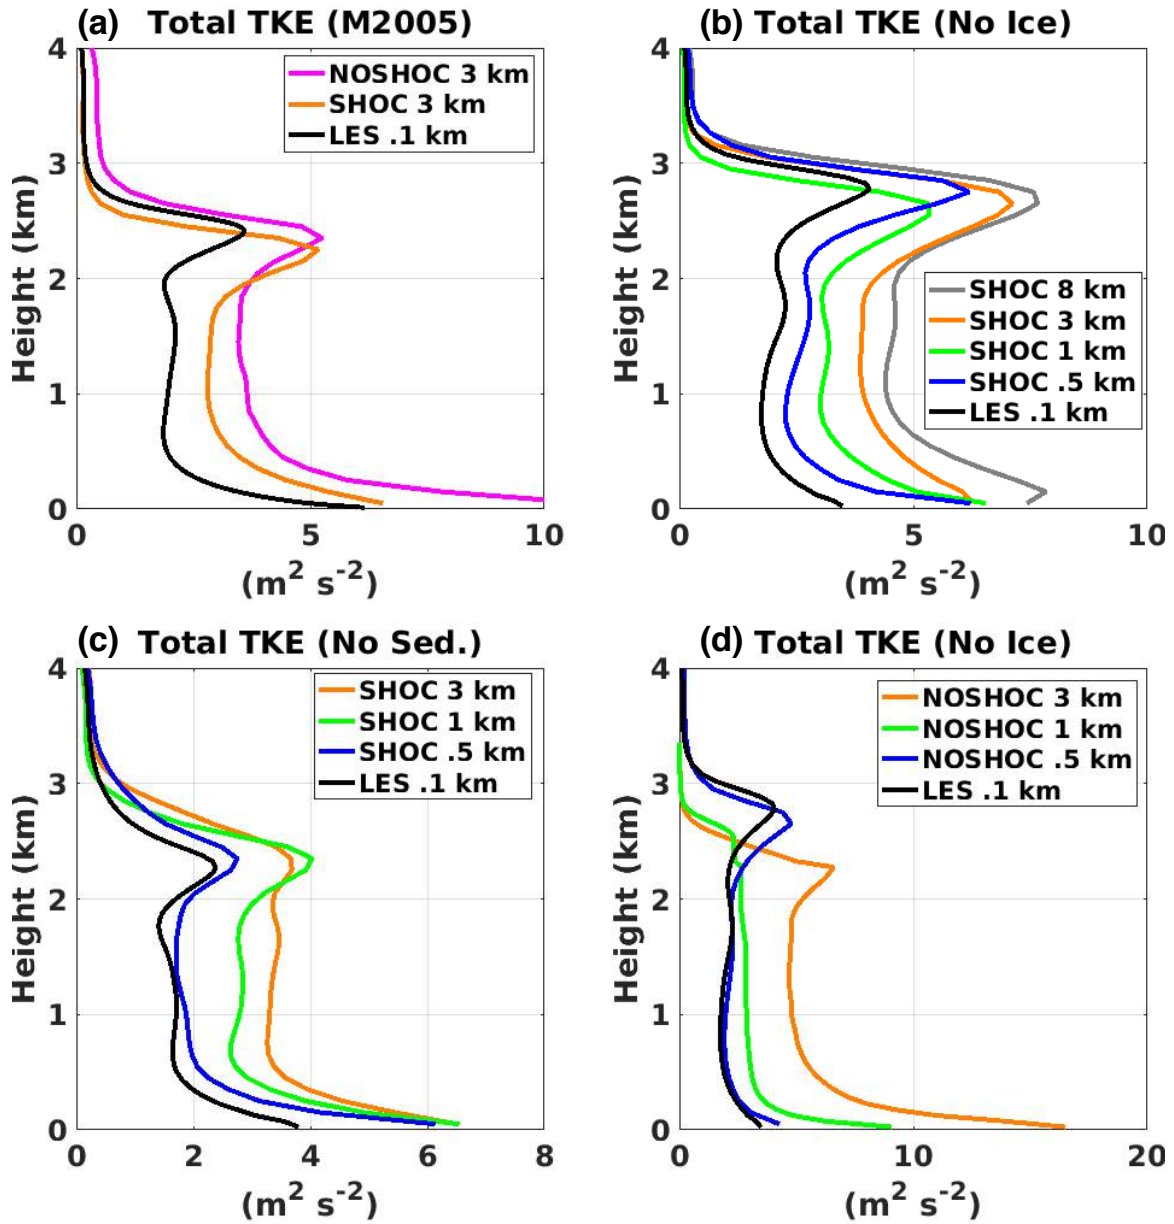 (a) Total TKE (M2005)
4
3
2
1
0
Height (km)
NOSHOC 3 km
SHOC 3 km
LES .1 km
0 5 10
(m² s⁻²)
(b) Total TKE (No Ice)
4
3
2
1
0
Height (km)
SHOC 8 km
SHOC 3 km
SHOC 1 km
SHOC .5 km
LES .1 km
0 5 10
(m² s⁻²)
(c) Total TKE (No Sed.)
4
3
2
1
0
Height (km)
SHOC 3 km
SHOC 1 km
SHOC .5 km
LES .1 km
0 2 4 6 8
(m² s⁻²)
(d) Total TKE (No Ice)
4
3
2
1
0
Height (km)
NOSHOC 3 km
NOSHOC 1 km
NOSHOC .5 km
LES .1 km
0 10 20
(m² s⁻²)